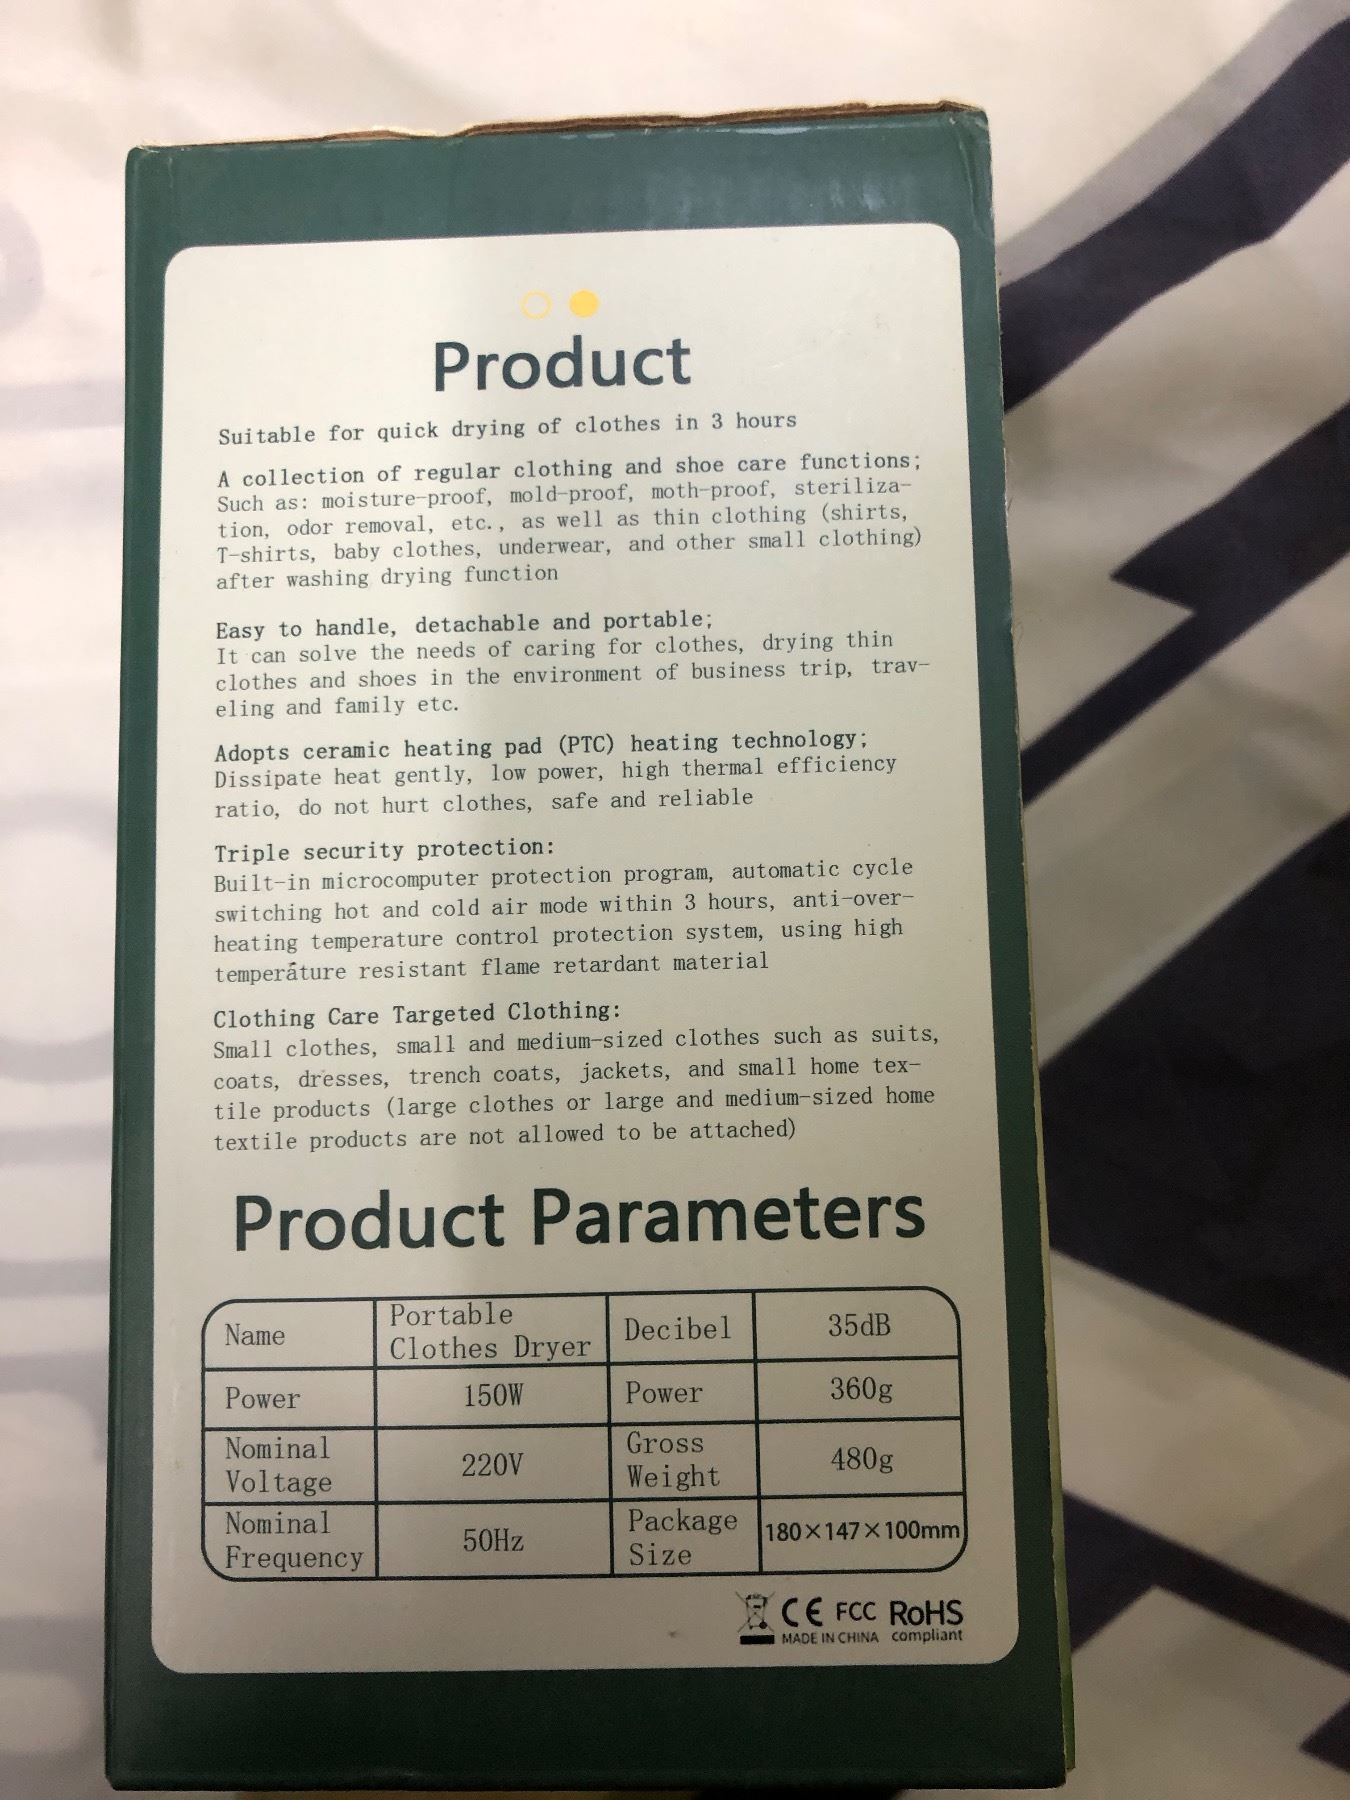 Product
Suitable for quick drying of clothes in 3 hours
A collection of regular clothing and shoe care functions;
Such as: moisture-proof, mold-proof, moth-proof, steriliza-
tion, odor removal, etc., as well as thin clothing (shirts,
T-shirts, baby clothes, underwear, and other small clothing)
after washing drying function
Easy to handle, detachable and portable;
It can solve the needs of caring for clothes, drying thin
clothes and shoes in the environment of business trip, trav-
eling and family etc.
Adopts ceramic heating pad (PTC) heating technology;
Dissipate heat gently, low power, high thermal efficiency
ratio, do not hurt clothes, safe and reliable
Triple security protection:
Built-in microcomputer protection program, automatic cycle
switching hot and cold air mode within 3 hours, anti-over-
heating temperature control protection system, using high
temperature resistant flame retardant material
Clothing Care Targeted Clothing:
Small clothes, small and medium-sized clothes such as suits,
coats, dresses, trench coats, jackets, and small home tex-
tile products (large clothes or large and medium-sized home
textile products are not allowed to be attached)
Product Parameters
Name Portable Clothes Dryer Decibel 35dB
Power 150W Power 360g
Nominal Voltage 220V Gross Weight 480g
Nominal Frequency 50Hz Package Size 180×147×100mm
CE FCC RoHS
MADE IN CHINA compliant